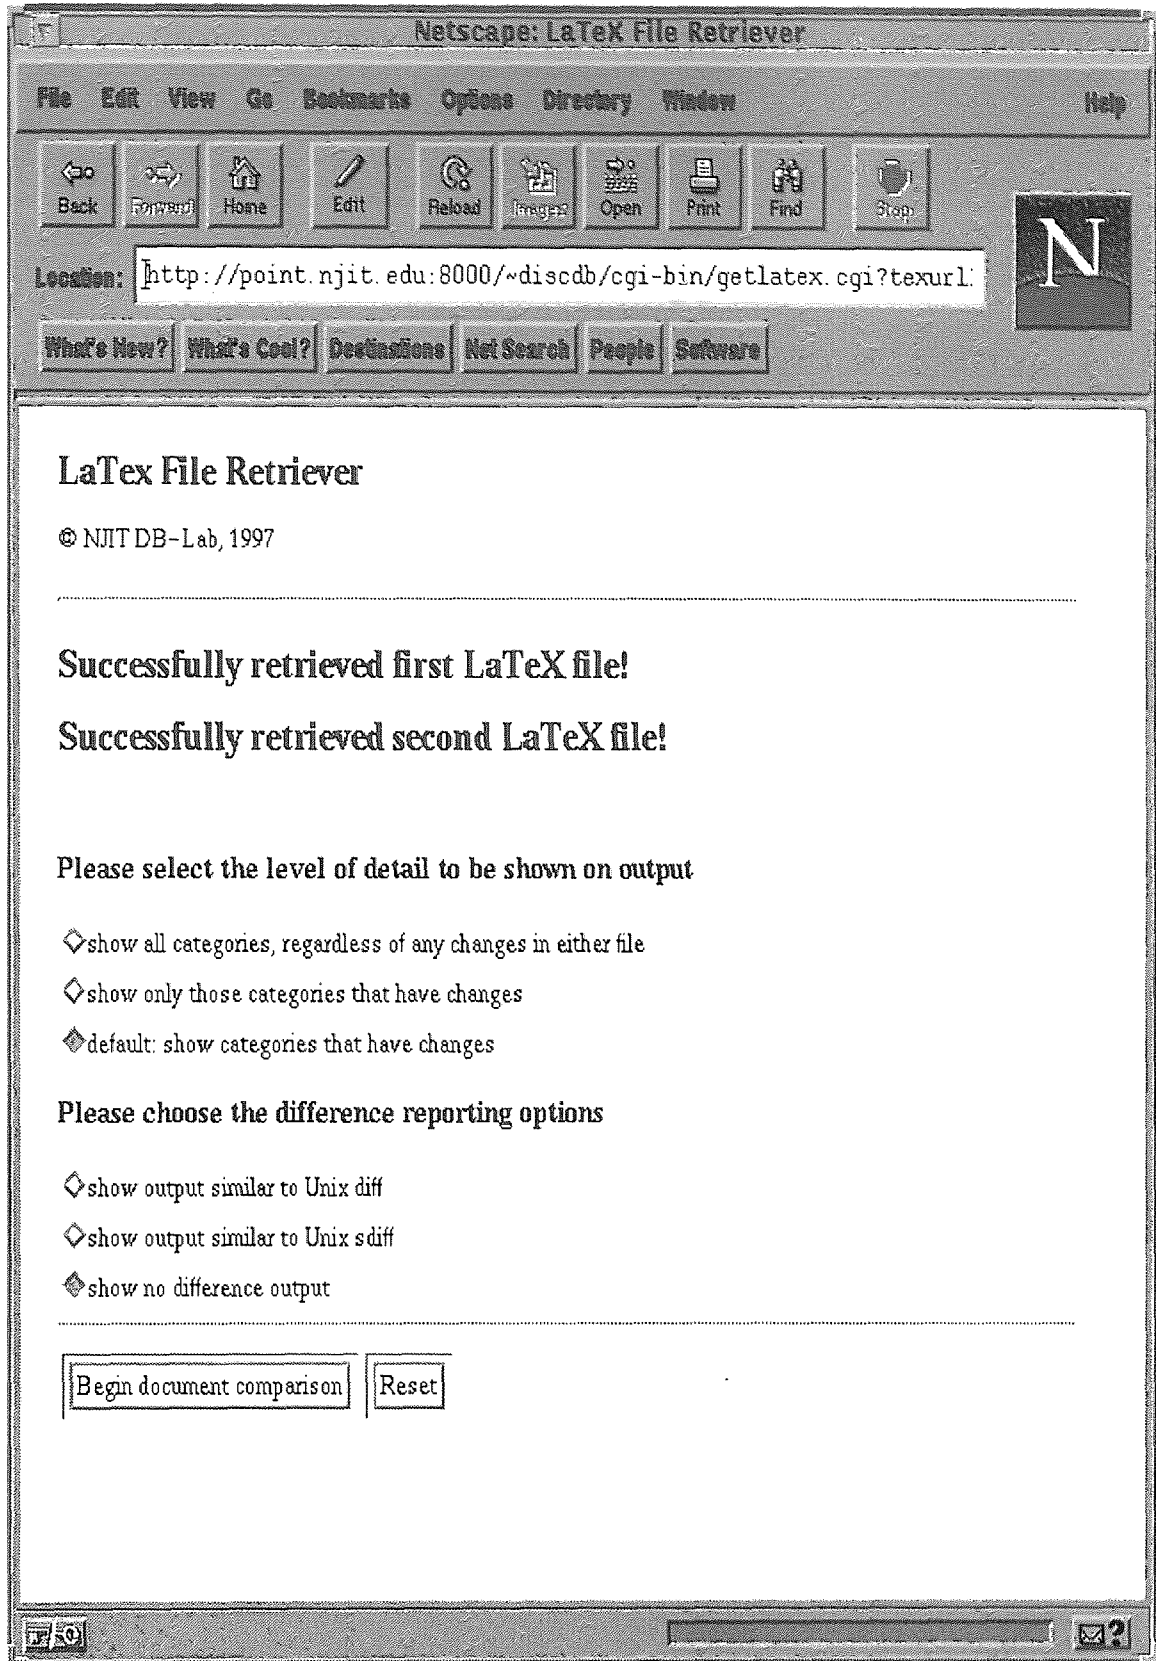 Netscape: LaTeX File Retriever
File Edit View Go Bookmarks Options Directory Window Help
Back Forward Home Edit Reload Images Open Print Find Stop
N
Location: http://point.njit.edu:8000/~discdb/cgi-bin/getlatex.cgi?texurl
What's New? What's Cool? Destinations Net Search People Software
LaTex File Retriever
© NJIT DB-Lab, 1997
Successfully retrieved first LaTeX file!
Successfully retrieved second LaTeX file!
Please select the level of detail to be shown on output
show all categories, regardless of any changes in either file
show only those categories that have changes
default: show categories that have changes
Please choose the difference reporting options
show output similar to Unix diff
show output similar to Unix sdiff
show no difference output
Begin document comparison Reset
?